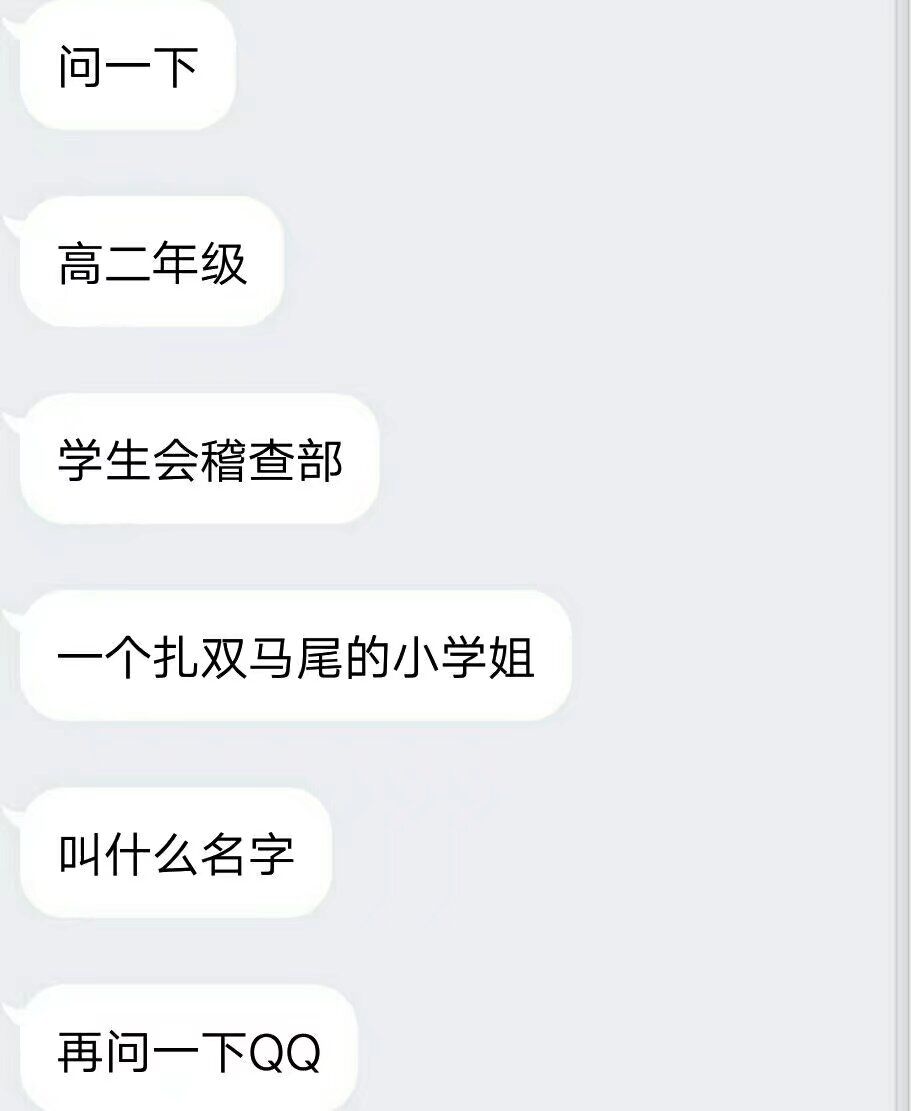 问一下
高二年级
学生会稽查部
一个扎双马尾的小学姐
叫什么名字
再问一下QQ